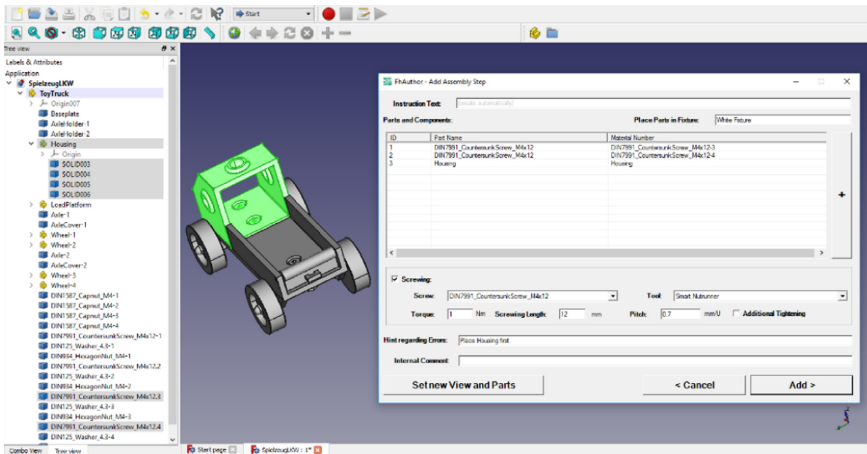 Start
Tree view
Labels & Attributes
Application
SpielzeugLKW
ToyTruck
Origin007
Baseplate
AxleHolder-1
AxleHolder-2
Housing
Origin
SOLID003
SOLID004
SOLID005
SOLID006
LoadPlatform
Axle-1
AxleCover-1
Wheel-1
Wheel-2
Axle-2
AxleCover-2
Wheel-3
Wheel-4
DIN1587_Capnut_M4-1
DIN1587_Capnut_M4-2
DIN1587_Capnut_M4-3
DIN1587_Capnut_M4-4
DIN7991_CountersunkScrew_M4x12-1
DIN125_Washer_4.3-1
DIN934_HexagonNut_M4-1
DIN7991_CountersunkScrew_M4x12.2
DIN125_Washer_4.3-2
DIN934_HexagonNut_M4-2
DIN7991_CountersunkScrew_M4x12.3
DIN125_Washer_4.3-3
DIN934_HexagonNut_M4-3
DIN7991_CountersunkScrew_M4x12.4
DIN125_Washer_4.3-4
Combo View Tree view
Start page SpielzeugLKW : 1*
FhAuthor - Add Assembly Step
Instruction Text: (create automatically)
Parts and Components: Place Parts in Fixture: White Fixture
ID Part Name Material Number
1 DIN7991_CountersunkScrew_M4x12 DIN7991_CountersunkScrew_M4x12-3
2 DIN7991_CountersunkScrew_M4x12 DIN7991_CountersunkScrew_M4x12-4
3 Housing Housing
+
Screwing:
Screw: DIN7991_CountersunkScrew_M4x12 Tool: Smart Nutrunner
Torque: 1 Nm Screwing Length: 12 mm Pitch: 0.7 mm/U Additional Tightening
Hint regarding Errors: Place Housing first
Internal Comment:
Set new View and Parts < Cancel Add >